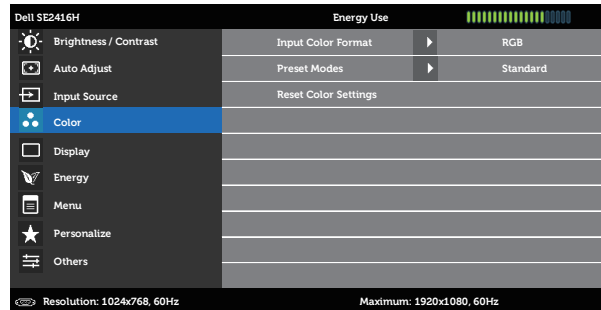 Dell SE2416H Energy Use
Brightness / Contrast Input Color Format RGB
Auto Adjust Preset Modes Standard
Input Source Reset Color Settings
Color
Display
Energy
Menu
Personalize
Others
Resolution: 1024x768, 60Hz Maximum: 1920x1080, 60Hz